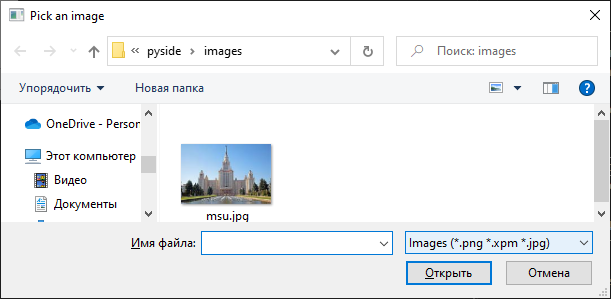 Pick an image
« pyside > images
Поиск: images
Упорядочить
Новая папка
?
OneDrive - Person
Этот компьютер
Видео
Документы
msu.jpg
Имя файла:
Images (*.png *.xpm *.jpg)
Открыть
Отмена